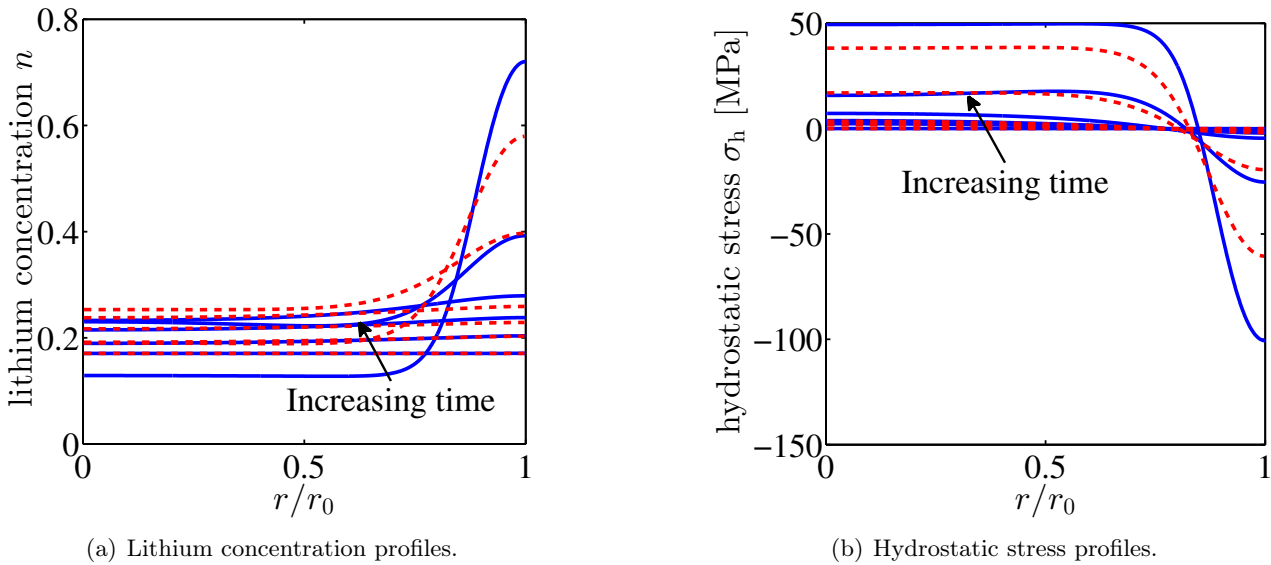 lithium concentration n
0.8
0.6
0.4
0.2
0
0
0.5
1
Increasing time
r/r₀
(a) Lithium concentration profiles.
hydrostatic stress σₕ [MPa]
50
0
−50
−100
−150
0
0.5
1
Increasing time
r/r₀
(b) Hydrostatic stress profiles.